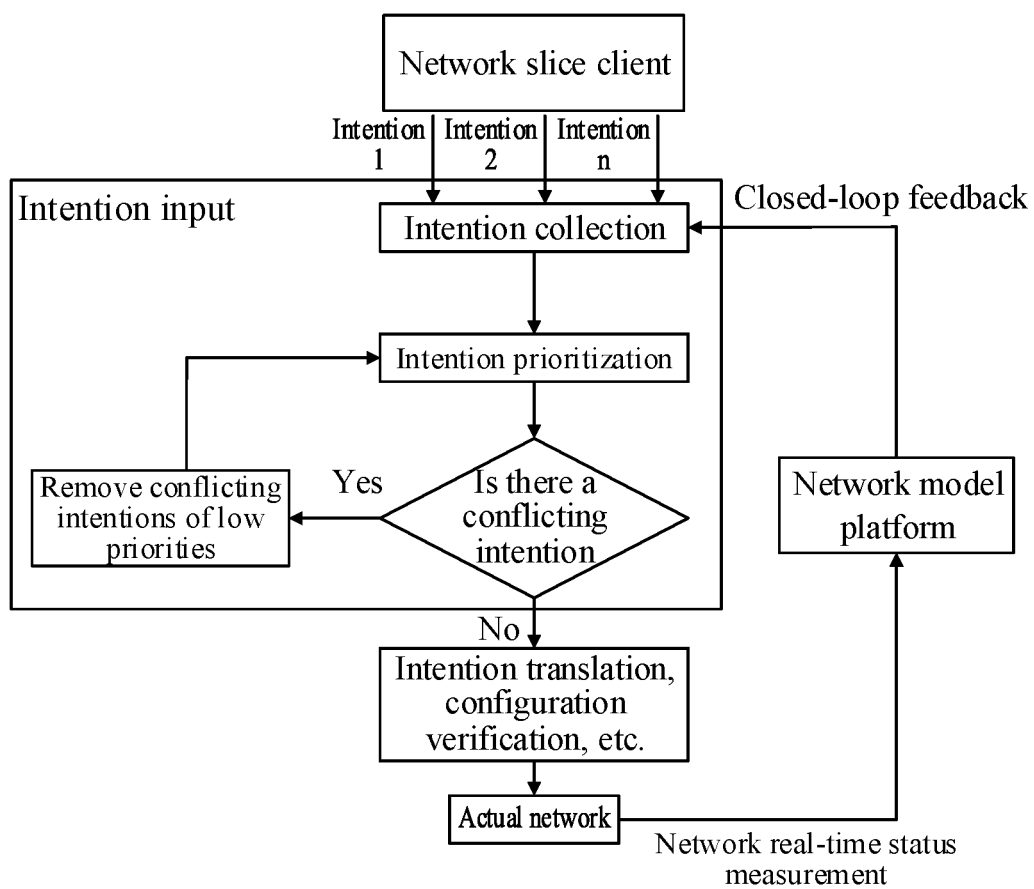 Network slice client
Intention
1
Intention
2
Intention
n
Intention input
Closed-loop feedback
Intention collection
Intention prioritization
Yes
Is there a
conflicting
intention
Remove conflicting
intentions of low
priorities
Network model
platform
No
Intention translation,
configuration
verification, etc.
Actual network
Network real-time status
measurement